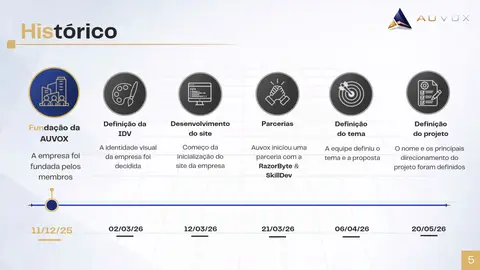 Histórico
AUVOX
Fundação da
AUVOX
A empresa foi
fundada pelos
membros
Definição da
IDV
A identidade visual
da empresa foi
decidida
Desenvolvimento
do site
Começo da
inicialização do
site da empresa
Parcerias
Auvox iniciou uma
parceria com a
RazorByte &
SkillDev
Definição
do tema
A equipe definiu o
tema e a proposta
Definição
do projeto
O nome e os principais
direcionamento do
projeto foram definidos
11/12/25
02/03/26
12/03/26
21/03/26
06/04/26
20/05/26
5